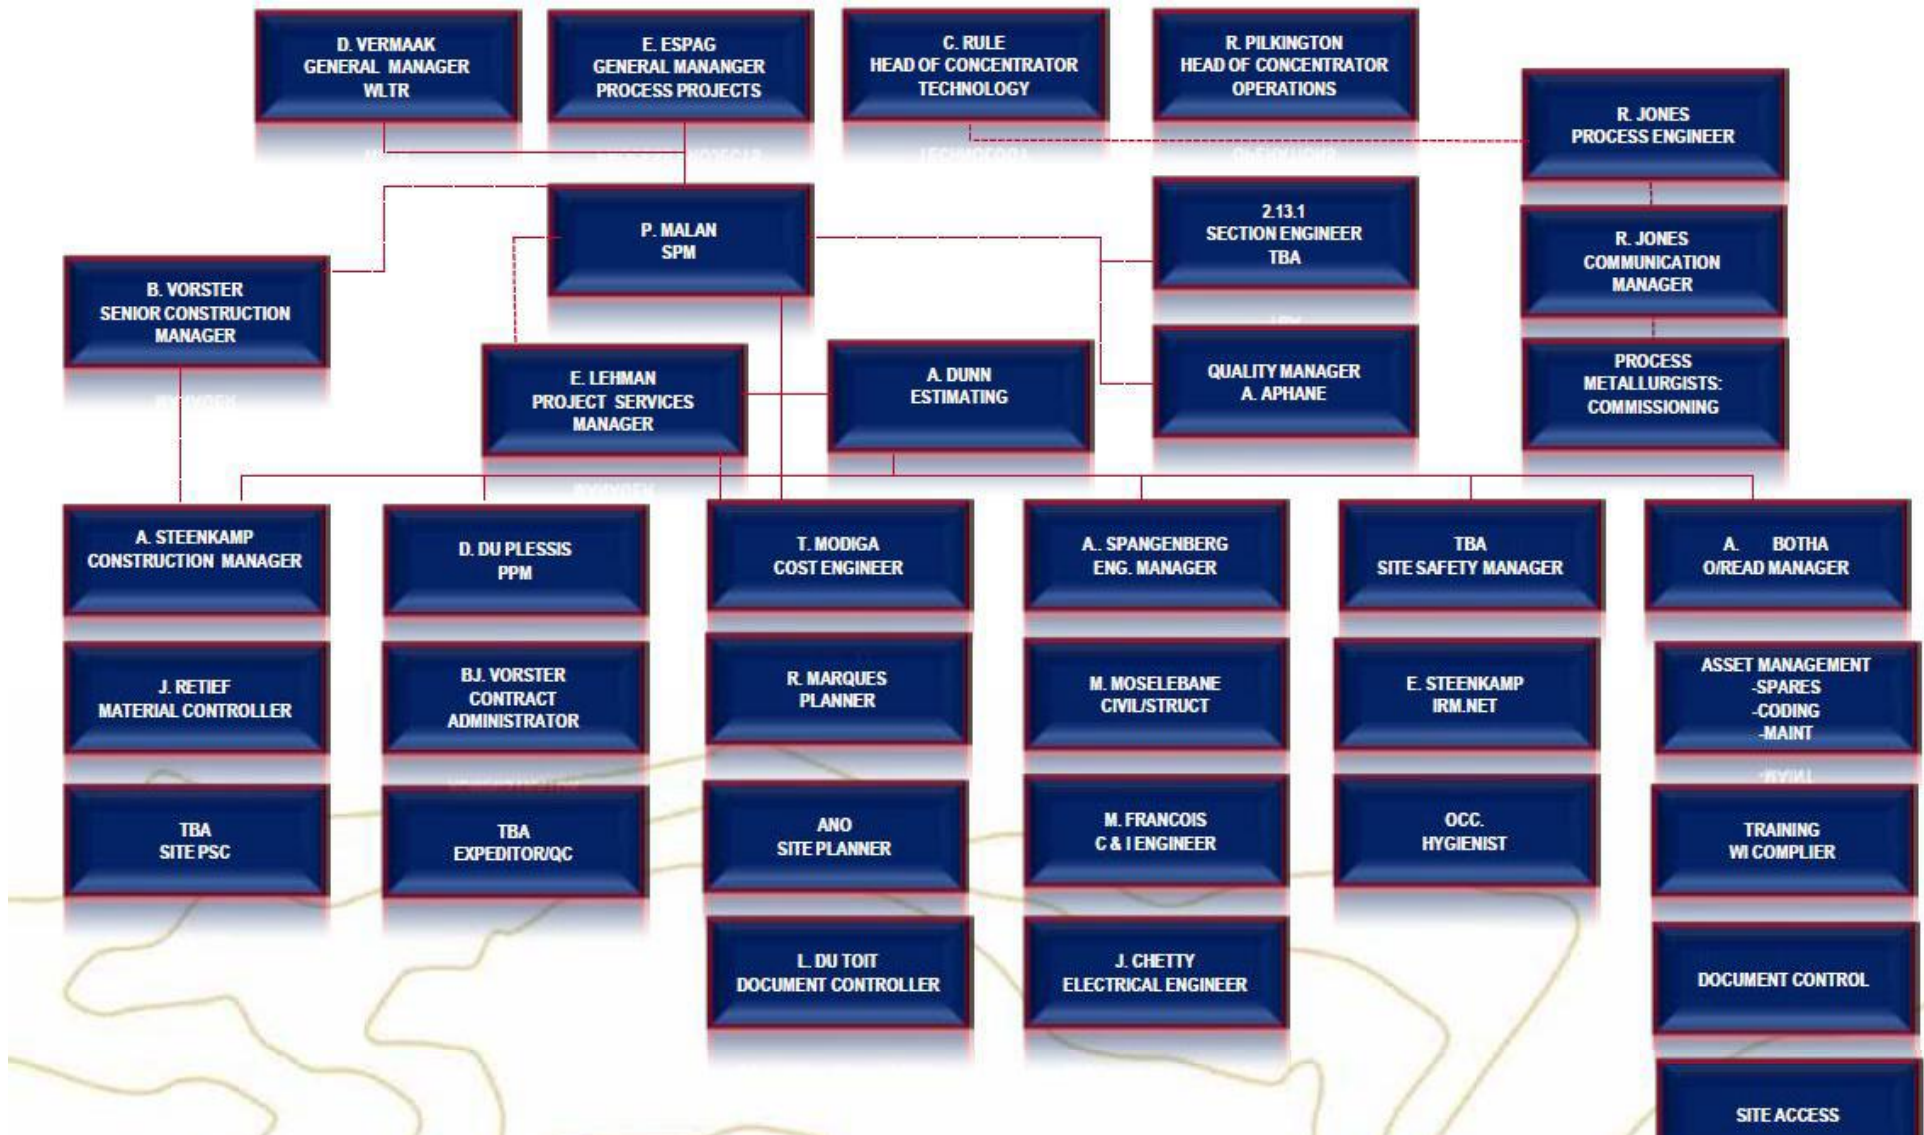 D. VERMAAK
GENERAL MANAGER
WLTR
E. ESPAG
GENERAL MANANGER
PROCESS PROJECTS
C. RULE
HEAD OF CONCENTRATOR
TECHNOLOGY
R. PILKINGTON
HEAD OF CONCENTRATOR
OPERATIONS
R. JONES
PROCESS ENGINEER
P. MALAN
SPM
2.13.1
SECTION ENGINEER
TBA
R. JONES
COMMUNICATION
MANAGER
B. VORSTER
SENIOR CONSTRUCTION
MANAGER
E. LEHMAN
PROJECT SERVICES
MANAGER
A. DUNN
ESTIMATING
QUALITY MANAGER
A. APHANE
PROCESS
METALLURGISTS:
COMMISSIONING
A. STEENKAMP
CONSTRUCTION MANAGER
D. DU PLESSIS
PPM
T. MODIGA
COST ENGINEER
A.. SPANGENBERG
ENG. MANAGER
TBA
SITE SAFETY MANAGER
A. BOTHA
O/READ MANAGER
J. RETIEF
MATERIAL CONTROLLER
BJ. VORSTER
CONTRACT
ADMINISTRATOR
R. MARQUES
PLANNER
M. MOSELEBANE
CIVIL/STRUCT
E. STEENKAMP
IRM.NET
ASSET MANAGEMENT
-SPARES
-CODING
-MAINT
TBA
SITE PSC
TBA
EXPEDITOR/QC
ANO
SITE PLANNER
M. FRANCOIS
C & I ENGINEER
OCC.
HYGIENIST
TRAINING
WI COMPLIER
L. DU TOIT
DOCUMENT CONTROLLER
J. CHETTY
ELECTRICAL ENGINEER
DOCUMENT CONTROL
SITE ACCESS